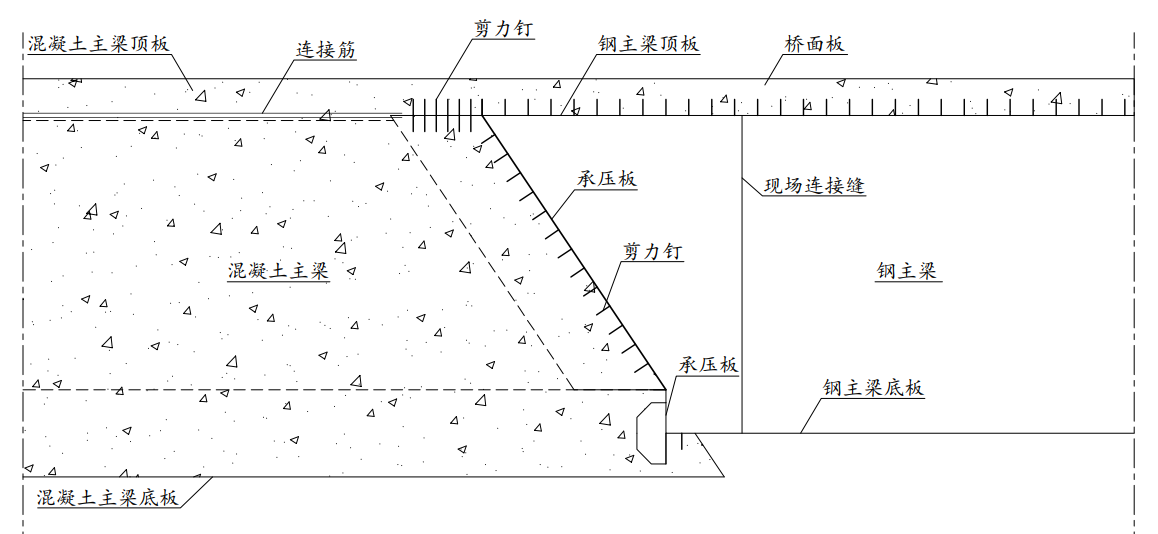 剪力钉
混凝土主梁顶板
连接筋
钢主梁顶板
桥面板
承压板
现场连接缝
剪力钉
混凝土主梁
钢主梁
承压板
钢主梁底板
混凝土主梁底板